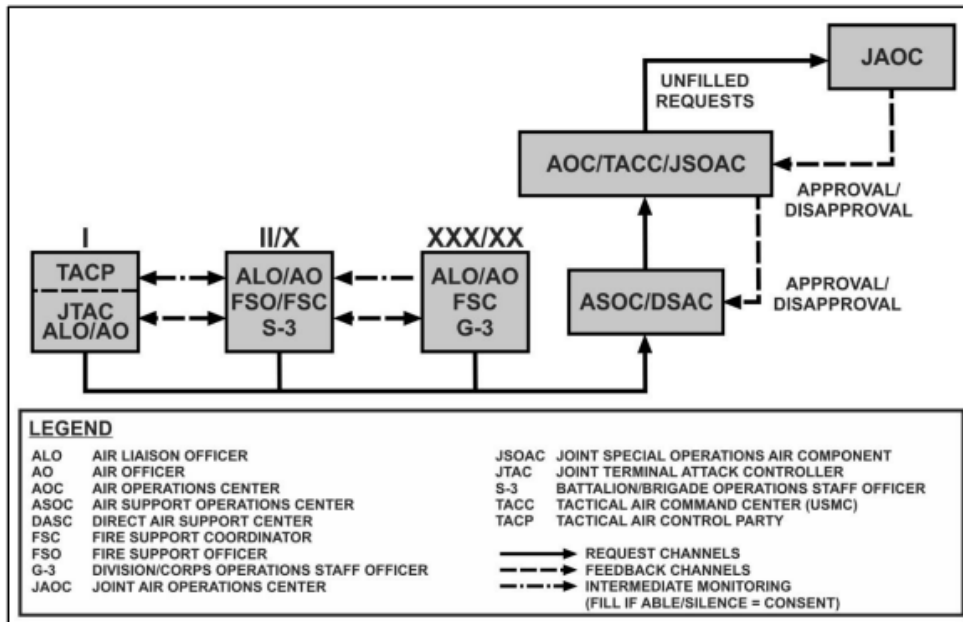 JAOC
UNFILLED
REQUESTS
AOC/TACC/JSOAC
APPROVAL/
DISAPPROVAL
I
II/X
XXX/XX
TACP
JTAC
ALO/AO
ALO/AO
FSO/FSC
S-3
ALO/AO
FSC
G-3
ASOC/DSAC
APPROVAL/
DISAPPROVAL
LEGEND
ALO AIR LIAISON OFFICER
AO AIR OFFICER
AOC AIR OPERATIONS CENTER
ASOC AIR SUPPORT OPERATIONS CENTER
DASC DIRECT AIR SUPPORT CENTER
FSC FIRE SUPPORT COORDINATOR
FSO FIRE SUPPORT OFFICER
G-3 DIVISION/CORPS OPERATIONS STAFF OFFICER
JAOC JOINT AIR OPERATIONS CENTER
JSOAC JOINT SPECIAL OPERATIONS AIR COMPONENT
JTAC JOINT TERMINAL ATTACK CONTROLLER
S-3 BATTALION/BRIGADE OPERATIONS STAFF OFFICER
TACC TACTICAL AIR COMMAND CENTER (USMC)
TACP TACTICAL AIR CONTROL PARTY
REQUEST CHANNELS
FEEDBACK CHANNELS
INTERMEDIATE MONITORING
(FILL IF ABLE/SILENCE = CONSENT)